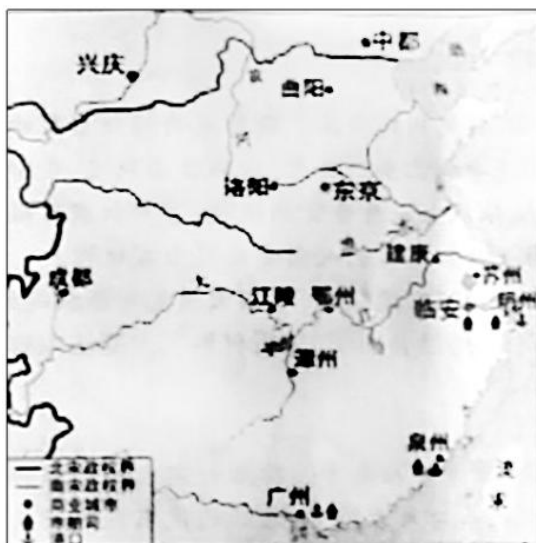 中都
兴庆
曲阳
洛阳
东京
建康
苏州
成都
江陵
鄂州
临安
杭州
潭州
泉州
广州
北宋政权界
南宋政权界
商业城市
市舶司
港口